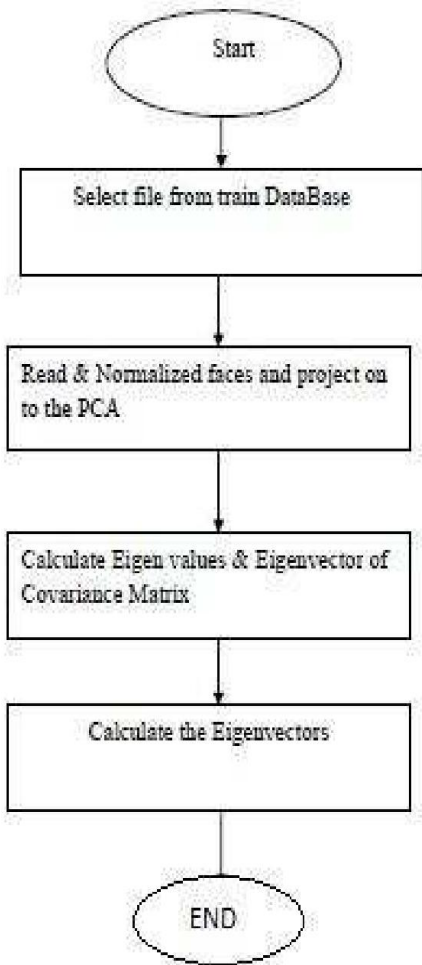 Start
Select file from train DataBase
Read & Normalized faces and project on
to the PCA
Calculate Eigen values & Eigenvector of
Covariance Matrix
Calculate the Eigenvectors
END